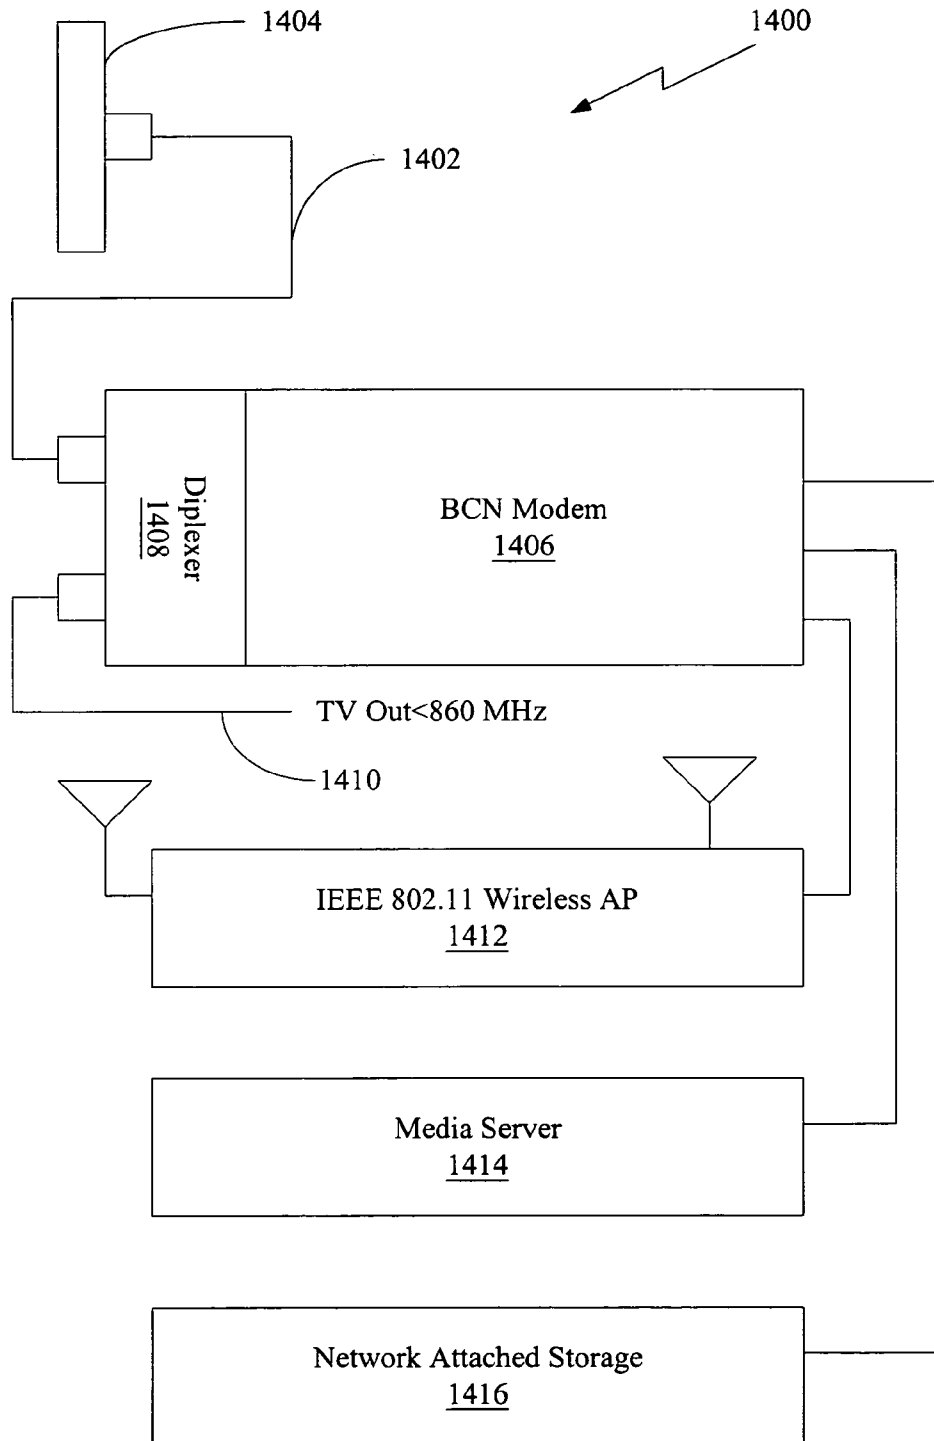 1404
1400
1402
BCN Modem
1406
Diplexer
1408
TV Out<860 MHz
1410
IEEE 802.11 Wireless AP
1412
Media Server
1414
Network Attached Storage
1416